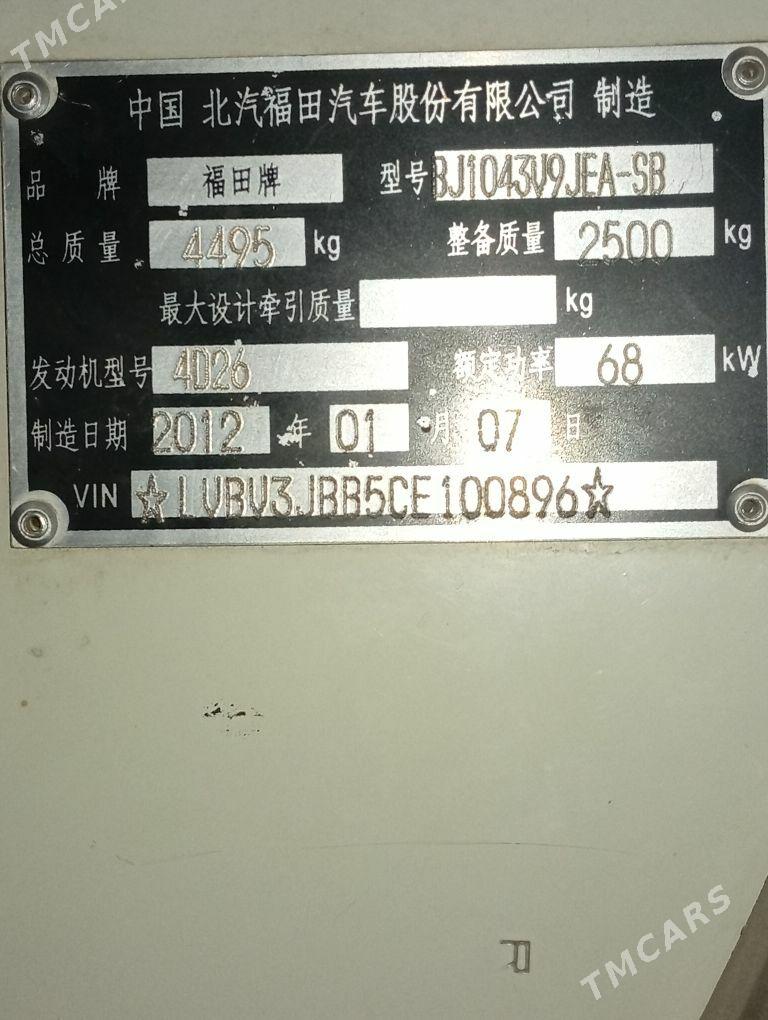 TMCARS
中国 北汽福田汽车股份有限公司 制造
品 牌 福田牌 型号 BJ1043V9JEA-SB
总质量 4495 kg 整备质量 2500 kg
最大设计牵引质量 kg
发动机型号 4D26 额定功率 68 kW
制造日期 2012 年 01 月 07 日
VIN ☆LVBV3JBB5CE100896☆
TMCARS